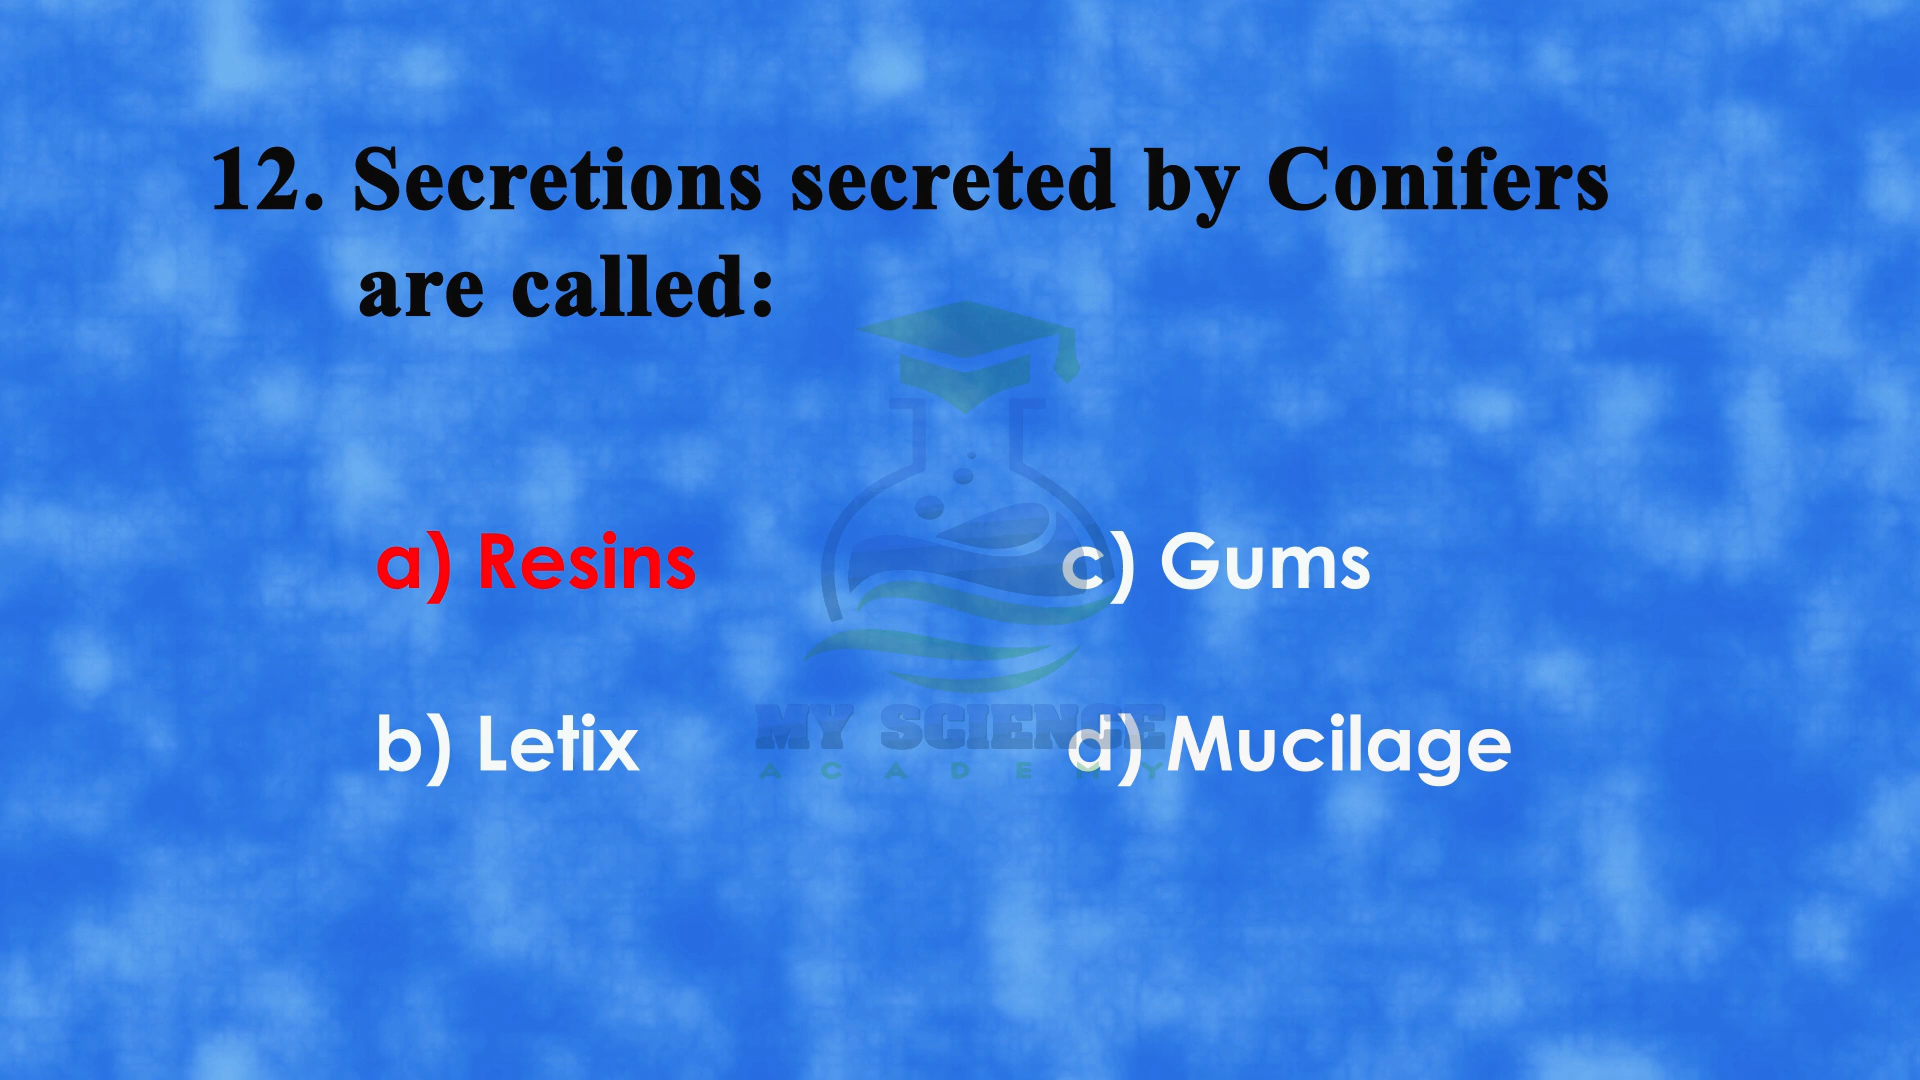 12. Secretions secreted by Conifers
are called:
a) Resins
c) Gums
b) Letix
d) Mucilage
MY SCIENCE
ACADEMY